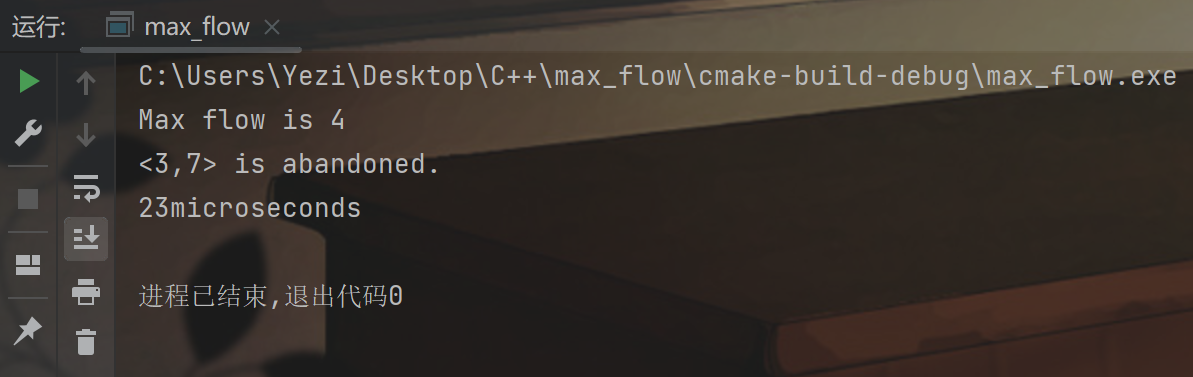 运行: max_flow
C:\Users\Yezi\Desktop\C++\max_flow\cmake-build-debug\max_flow.exe
Max flow is 4
<3,7> is abandoned.
23microseconds
进程已结束,退出代码0